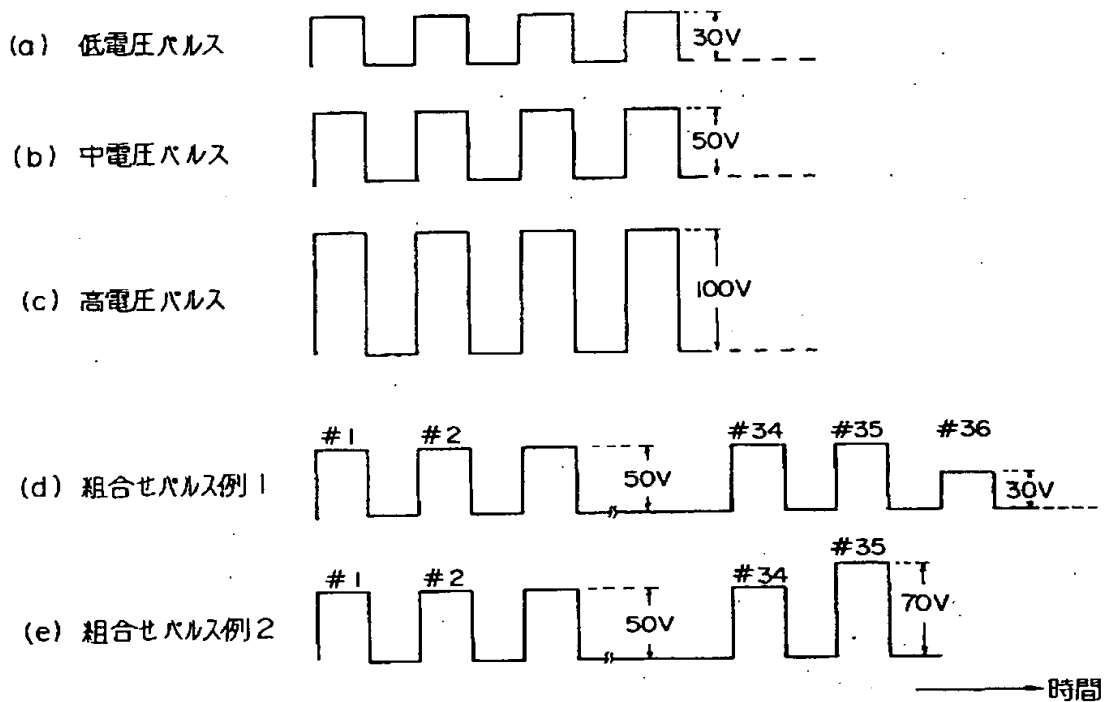 (a) 低電圧パルス
30V
(b) 中電圧パルス
50V
(c) 高電圧パルス
100V
#1 #2 #34 #35 #36
(d) 組合せパルス例1
50V
30V
#35
#1 #2 #34
(e) 組合せパルス例2
50V
70V
時間